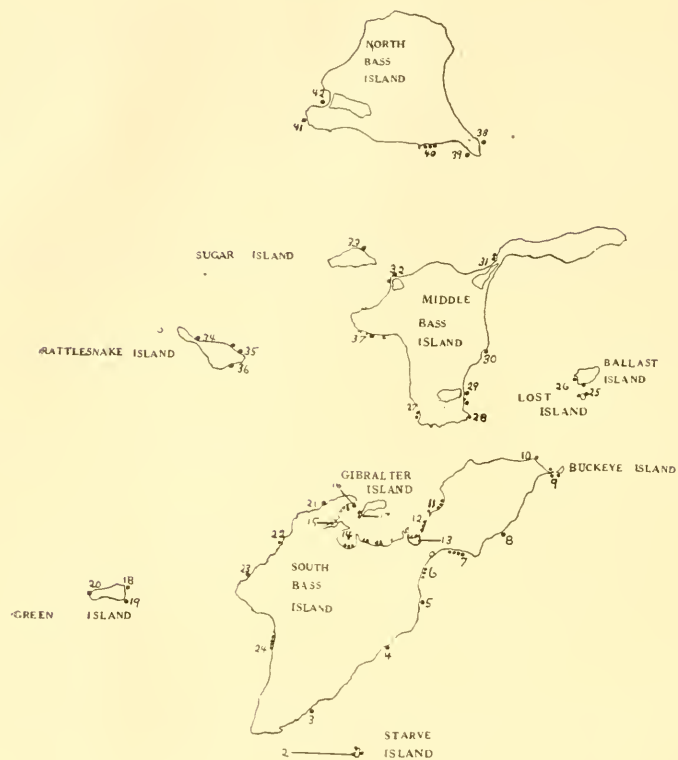 NORTH
BASS
ISLAND
42
41
38
40
39
SUGAR ISLAND
32
31
MIDDLE
BASS
ISLAND
34
35
36
RATTLESNAKE ISLAND
37
30
BALLAST
ISLAND
26
25
LOST
ISLAND
29
27
28
10
BUCKEYE ISLAND
9
GIBRALTER
ISLAND
21
11
15
12
14
13
8
22
7
6
SOUTH
BASS
ISLAND
23
5
20
18
19
GREEN ISLAND
24
4
3
2
STARVE
ISLAND